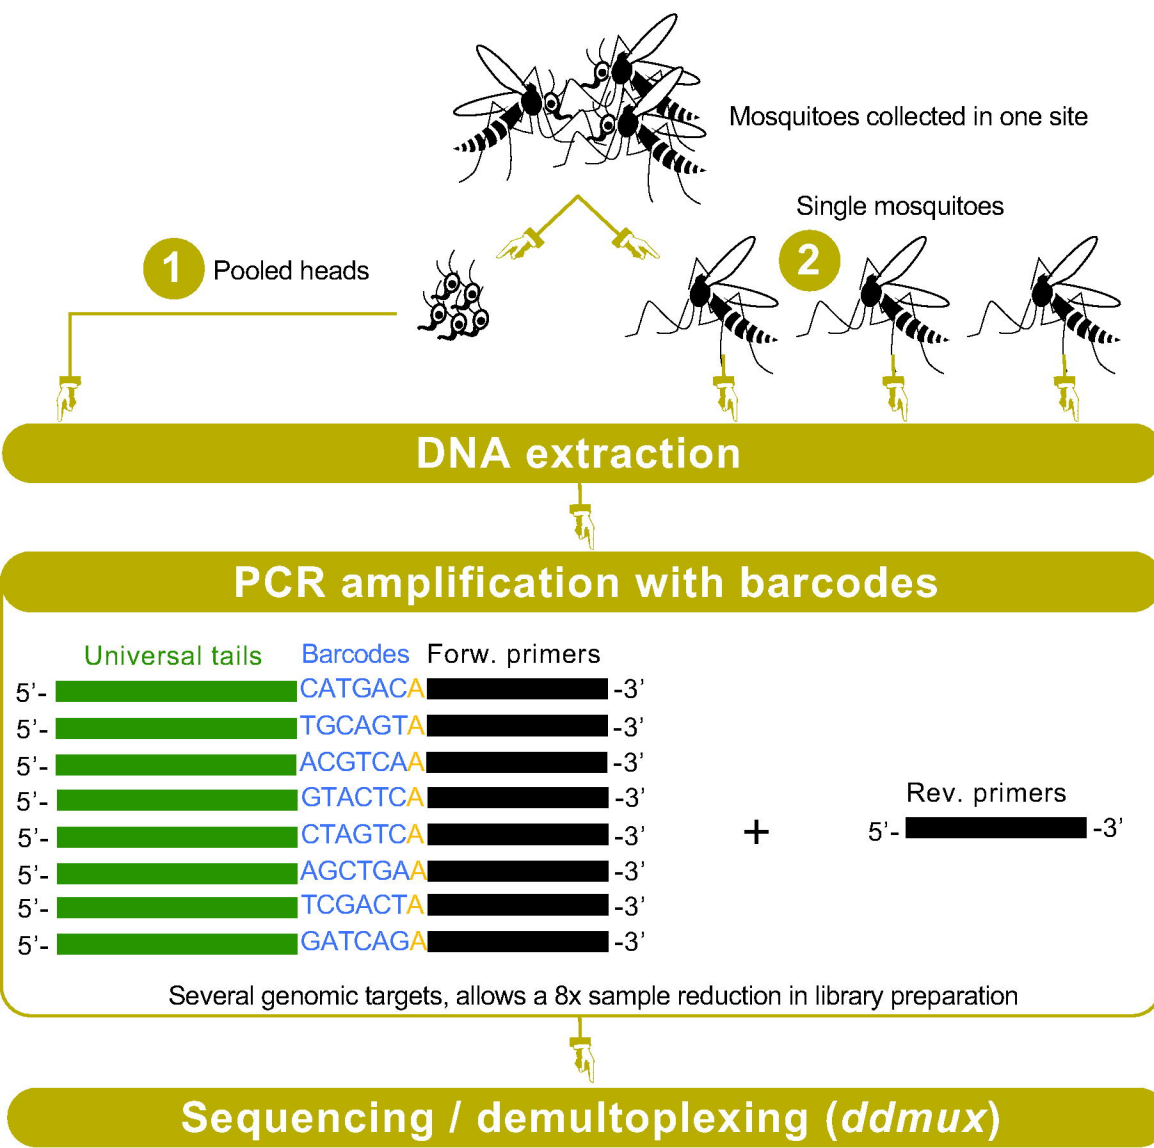 Mosquitoes collected in one site
Single mosquitoes
1 Pooled heads
2
DNA extraction
PCR amplification with barcodes
Universal tails Barcodes Forw. primers
5’- CATGACA -3’
5’- TGCAGTA -3’
5’- ACGTCAA -3’
5’- GTACTCA -3’
5’- CTAGTCA -3’
5’- AGCTGAA -3’
5’- TCGACTA -3’
5’- GATCAGA -3’
+
Rev. primers
5’- -3’
Several genomic targets, allows a 8x sample reduction in library preparation
Sequencing / demultoplexing (ddmux)